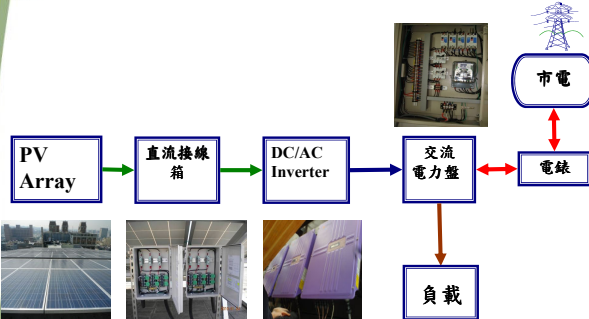 市電
PV
Array
直流接線
箱
DC/AC
Inverter
交流
電力盤
電錶
負載